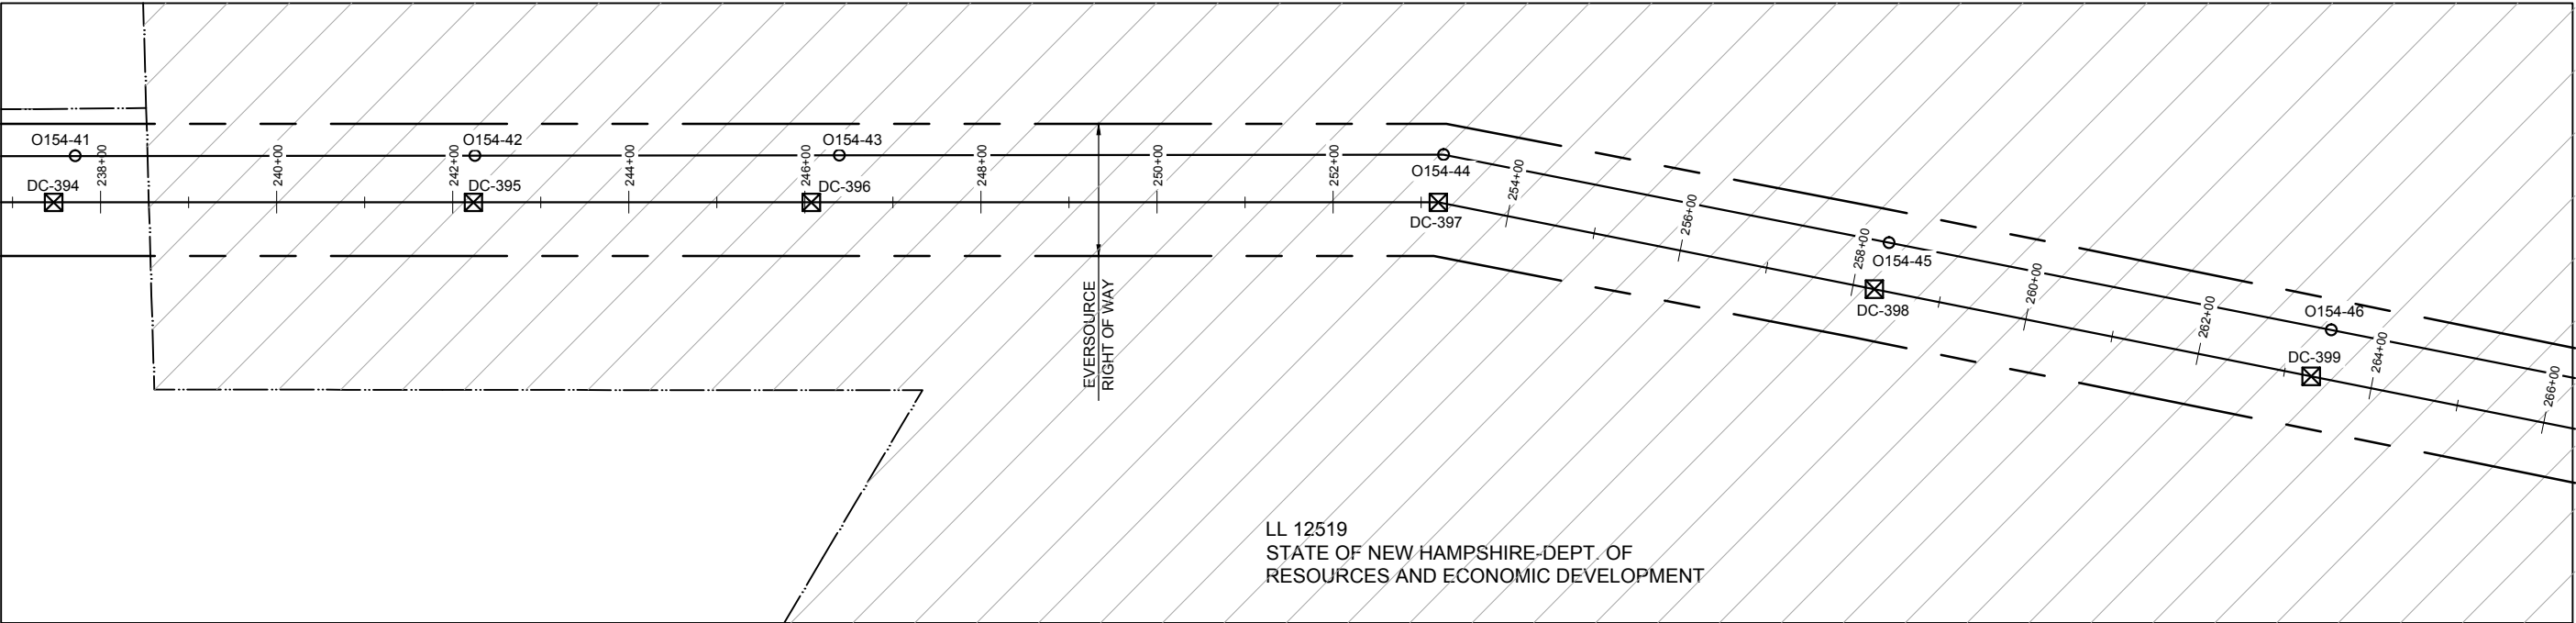 O154-41
O154-42
O154-43
O154-44
O154-45
O154-46
DC-394
DC-395
DC-396
DC-397
DC-398
DC-399
238+00
240+00
242+00
244+00
246+00
248+00
250+00
252+00
254+00
256+00
258+00
260+00
262+00
264+00
266+00
EVERSOURCE
RIGHT OF WAY
LL 12519
STATE OF NEW HAMPSHIRE-DEPT. OF
RESOURCES AND ECONOMIC DEVELOPMENT